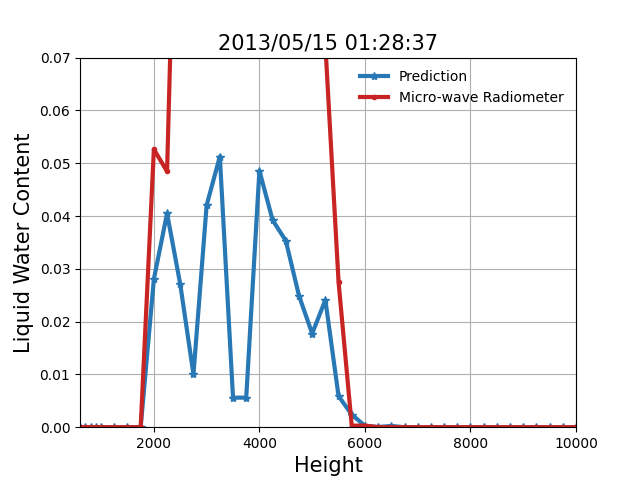 2013/05/15 01:28:37
Prediction
Micro-wave Radiometer
Liquid Water Content
0.07
0.06
0.05
0.04
0.03
0.02
0.01
0.00
2000 4000 6000 8000 10000
Height